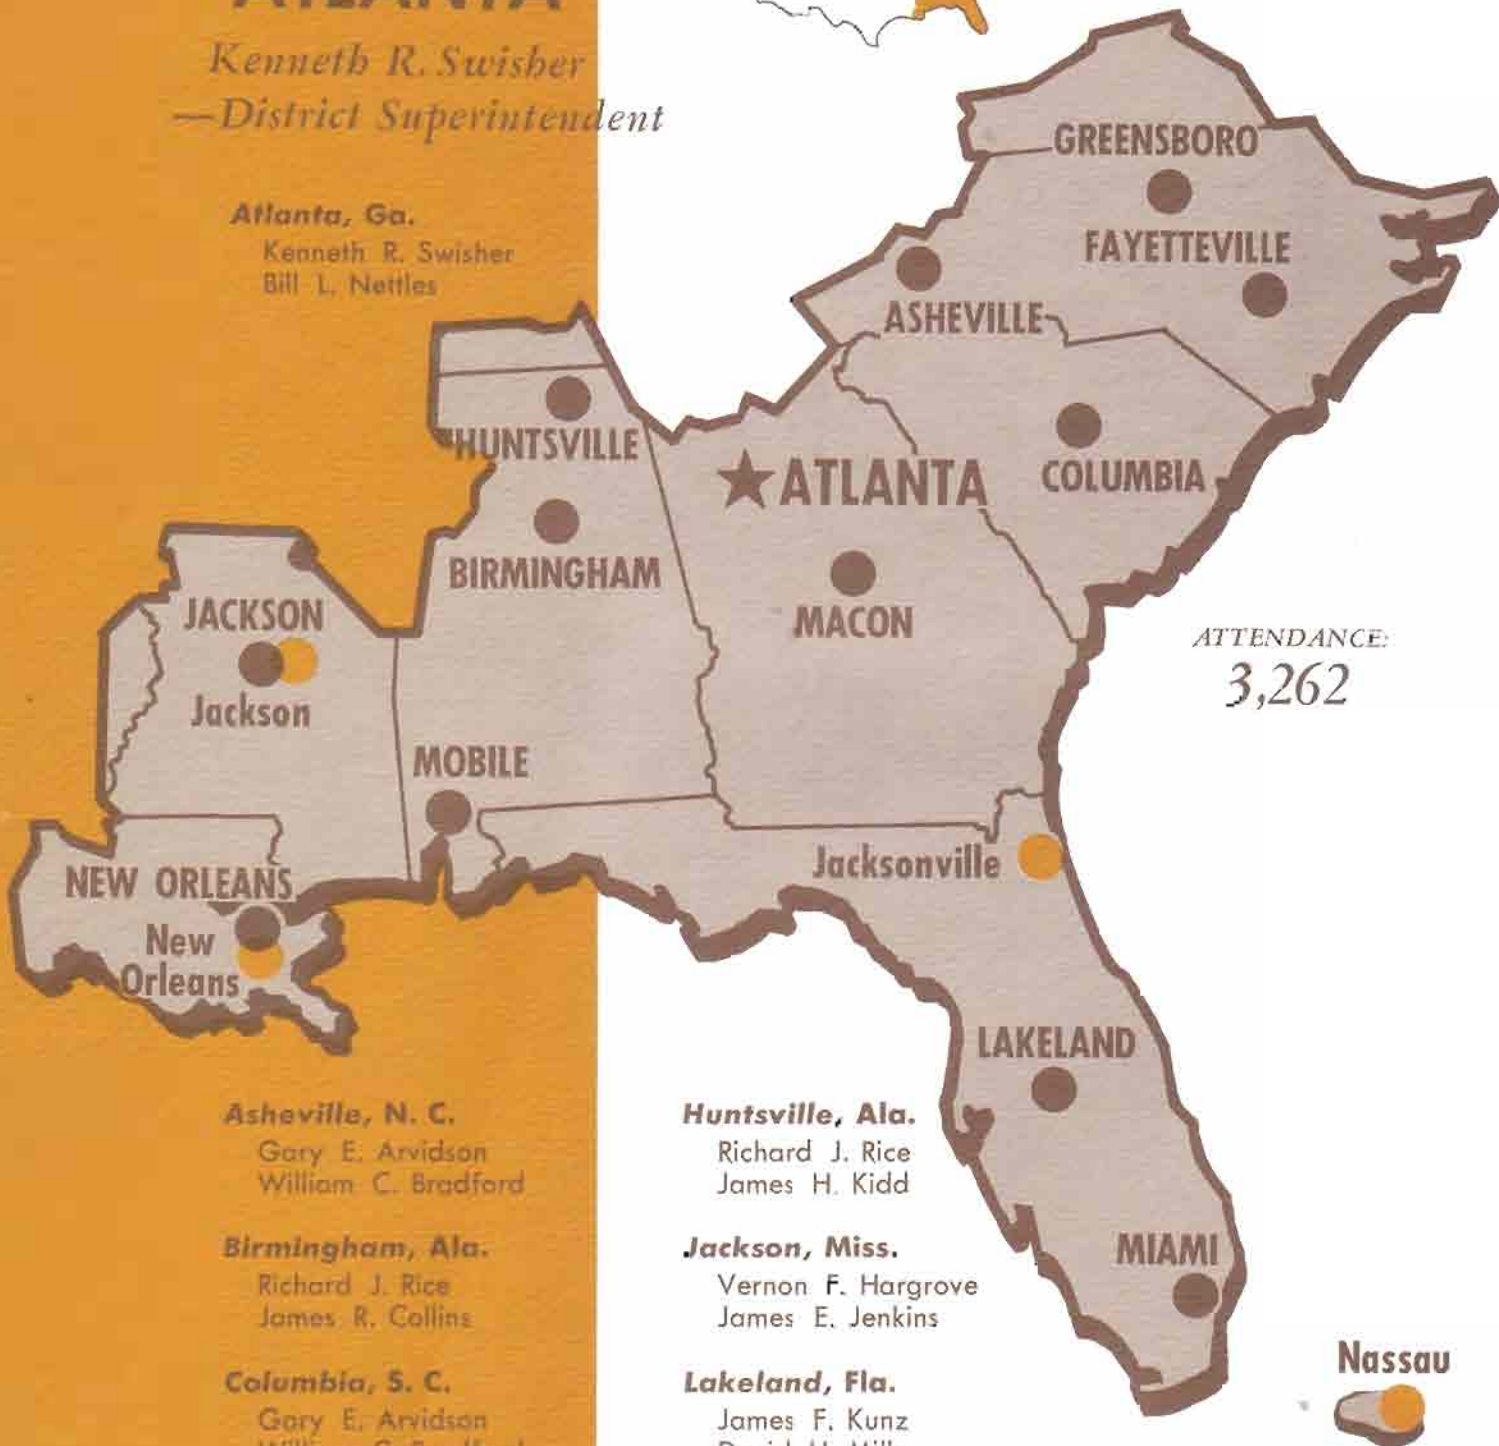 ATLANTA
Kenneth R. Swisher
—District Superintendent
Atlanta, Ga.
Kenneth R. Swisher
Bill L. Nettles
GREENSBORO
FAYETTEVILLE
ASHEVILLE
HUNTSVILLE
ATLANTA
COLUMBIA
BIRMINGHAM
MACON
JACKSON
Jackson
ATTENDANCE:
3,262
MOBILE
Jacksonville
NEW ORLEANS
New
Orleans
LAKELAND
MIAMI
Nassau
Asheville, N. C.
Gary E. Arvidson
William C. Bradford
Birmingham, Ala.
Richard J. Rice
James R. Collins
Columbia, S. C.
Gary E. Arvidson
Huntsville, Ala.
Richard J. Rice
James H. Kidd
Jackson, Miss.
Vernon F. Hargrove
James E. Jenkins
Lakeland, Fla.
James F. Kunz